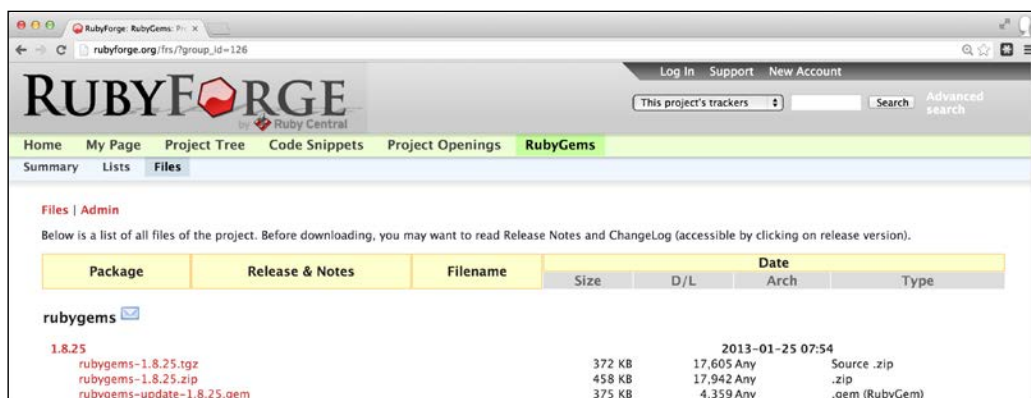 RubyForge: RubyGems: Pro
rubyforge.org/frs/?group_id=126
Log In Support New Account
RUBYFORGE
by Ruby Central
This project's trackers Search Advanced search
Home My Page Project Tree Code Snippets Project Openings RubyGems
Summary Lists Files
Files | Admin
Below is a list of all files of the project. Before downloading, you may want to read Release Notes and ChangeLog (accessible by clicking on release version).
Package Release & Notes Filename Date
Size D/L Arch Type
rubygems
1.8.25 2013-01-25 07:54
rubygems-1.8.25.tgz 372 KB 17,605 Any Source .zip
rubygems-1.8.25.zip 458 KB 17,942 Any .zip
rubygems-update-1.8.25.gem 375 KB 4,359 Any .gem (RubyGem)